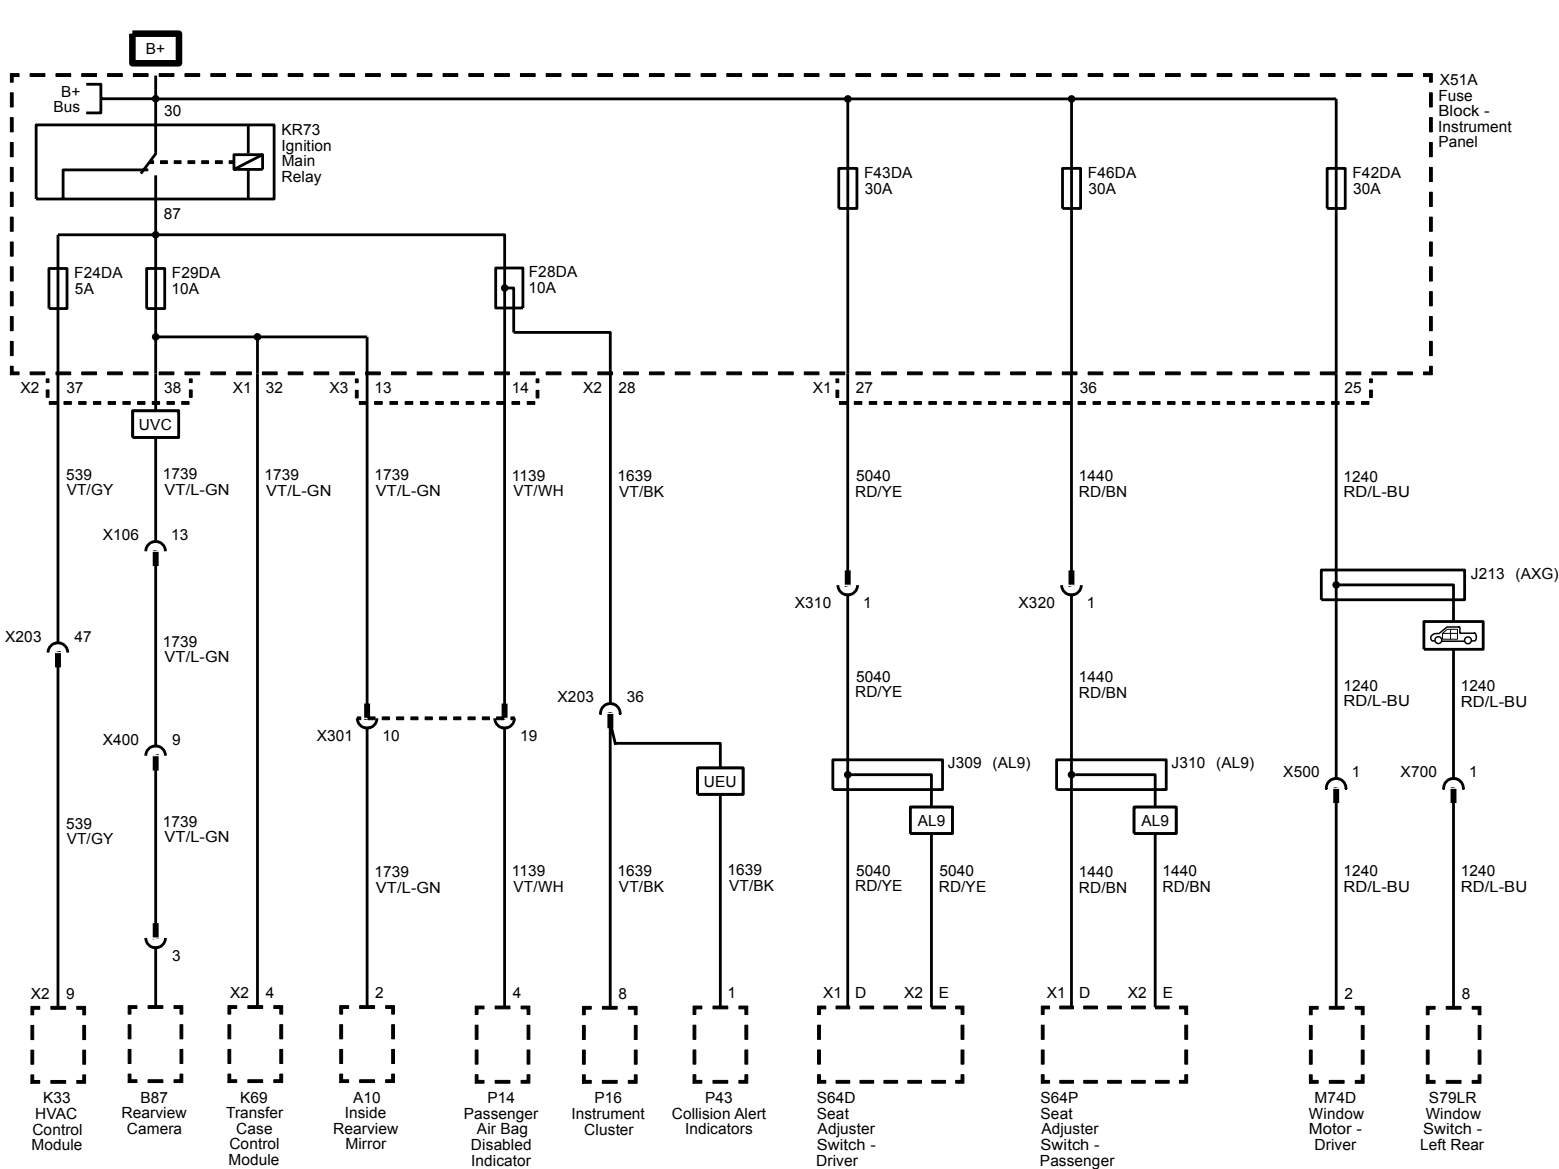 B+
B+
Bus
30
X51A
Fuse
Block -
Instrument
Panel
KR73
Ignition
Main
Relay
87
F43DA
30A
F46DA
30A
F42DA
30A
F24DA
5A
F29DA
10A
F28DA
10A
X2 37 38 X1 32 X3 13 14 X2 28 X1 27 36 25
UVC
539
VT/GY
1739
VT/L-GN
1739
VT/L-GN
1739
VT/L-GN
1139
VT/WH
1639
VT/BK
5040
RD/YE
1440
RD/BN
1240
RD/L-BU
X106 13
J213 (AXG)
X310 1
X320 1
X203 47
1739
VT/L-GN
5040
RD/YE
1440
RD/BN
1240
RD/L-BU
1240
RD/L-BU
X203 36
X301 10 19
X400 9
J309 (AL9)
J310 (AL9)
X500 1
X700 1
UEU
AL9
AL9
539
VT/GY
1739
VT/L-GN
1739
VT/L-GN
1139
VT/WH
1639
VT/BK
1639
VT/BK
5040
RD/YE
5040
RD/YE
1440
RD/BN
1440
RD/BN
1240
RD/L-BU
1240
RD/L-BU
3
X2 9 X2 4 2 4 8 1 X1 D X2 E X1 D X2 E 2 8
K33
HVAC
Control
Module
B87
Rearview
Camera
K69
Transfer
Case
Control
Module
A10
Inside
Rearview
Mirror
P14
Passenger
Air Bag
Disabled
Indicator
P16
Instrument
Cluster
P43
Collision Alert
Indicators
S64D
Seat
Adjuster
Switch -
Driver
S64P
Seat
Adjuster
Switch -
Passenger
M74D
Window
Motor -
Driver
S79LR
Window
Switch -
Left Rear